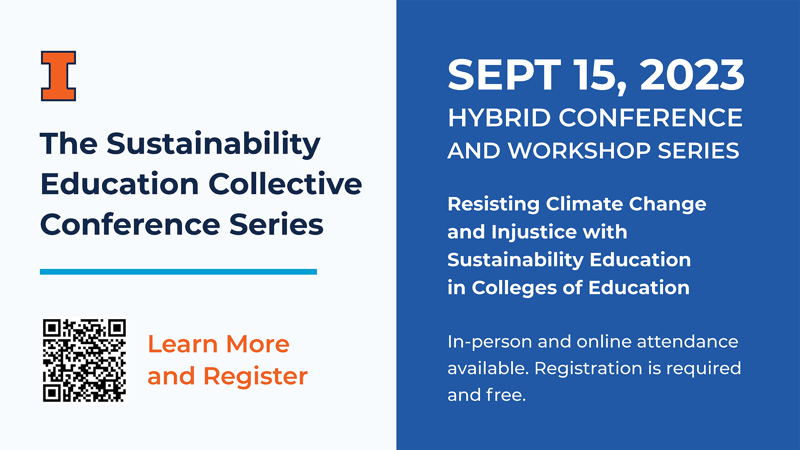 I
The Sustainability
Education Collective
Conference Series
Learn More
and Register
SEPT 15, 2023
HYBRID CONFERENCE
AND WORKSHOP SERIES
Resisting Climate Change
and Injustice with
Sustainability Education
in Colleges of Education
In-person and online attendance
available. Registration is required
and free.